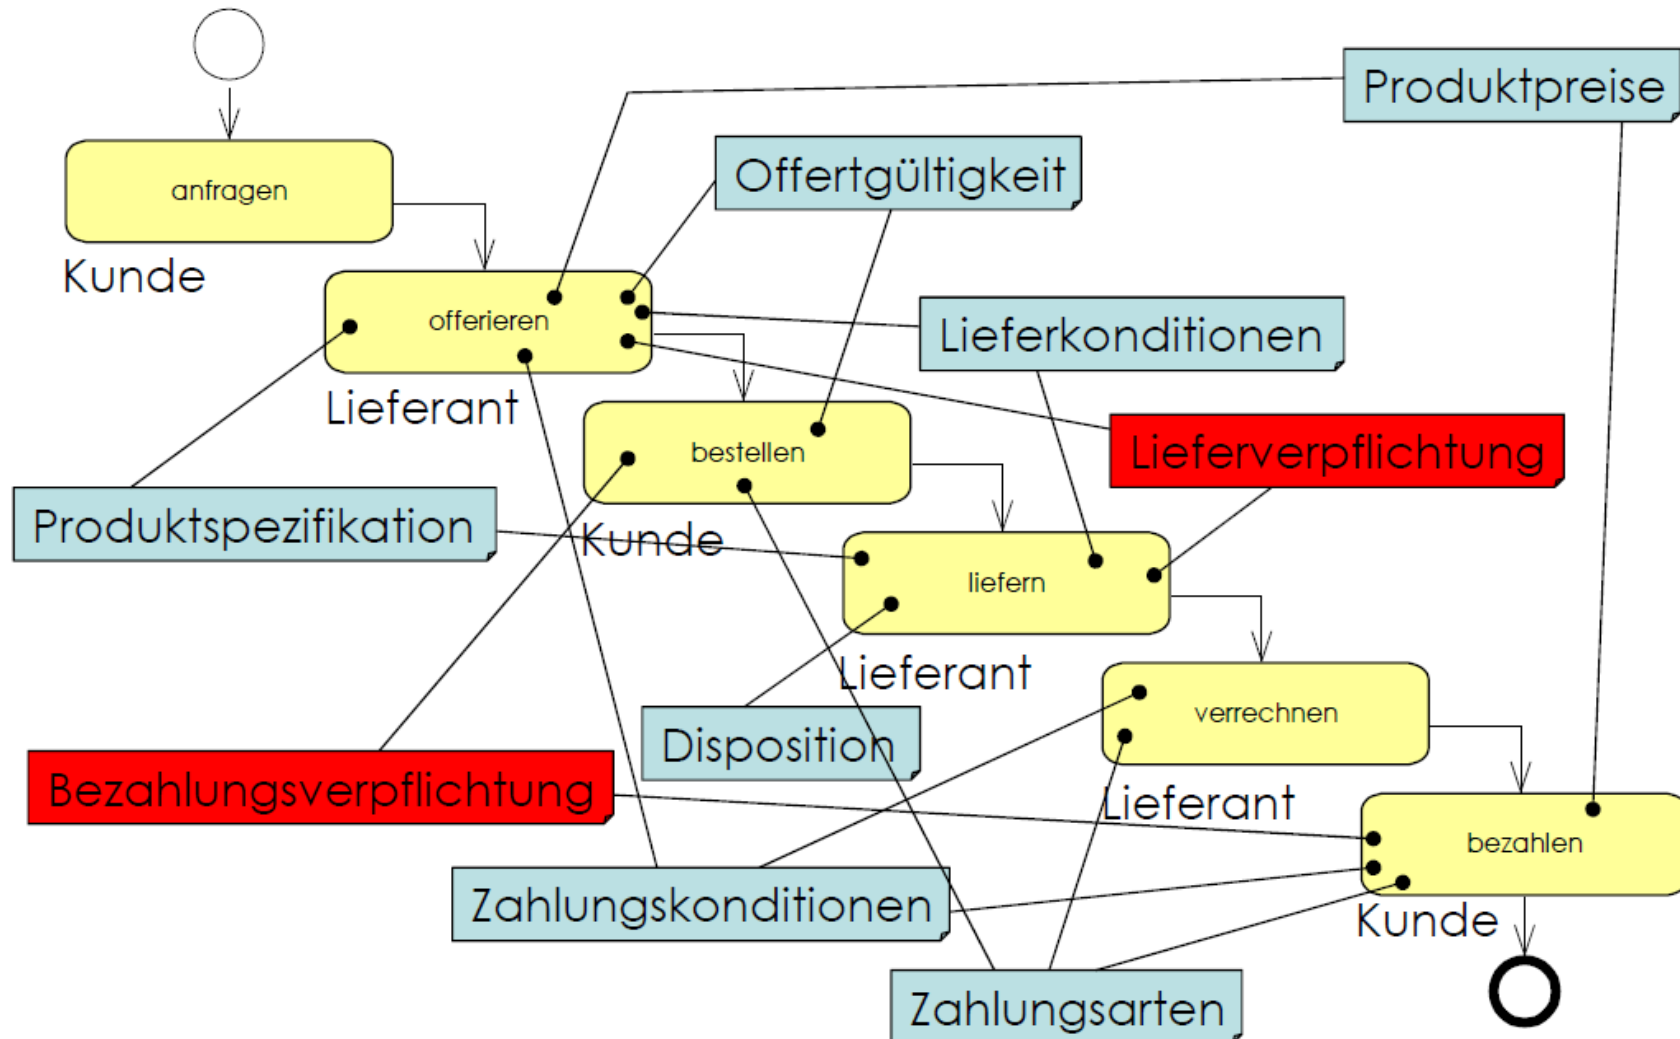 Produktpreise
Offertgültigkeit
anfragen
Kunde
offerieren
Lieferkonditionen
Lieferant
Lieferverpflichtung
bestellen
Produktspezifikation
Kunde
liefern
Lieferant
Disposition
verrechnen
Bezahlungsverpflichtung
Lieferant
bezahlen
Zahlungskonditionen
Kunde
Zahlungsarten